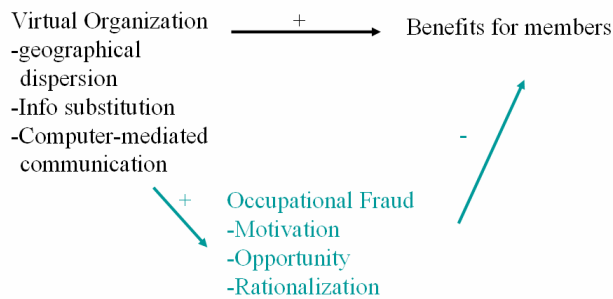 Virtual Organization
-geographical
dispersion
-Info substitution
-Computer-mediated
communication
+
Benefits for members
-
+
Occupational Fraud
-Motivation
-Opportunity
-Rationalization